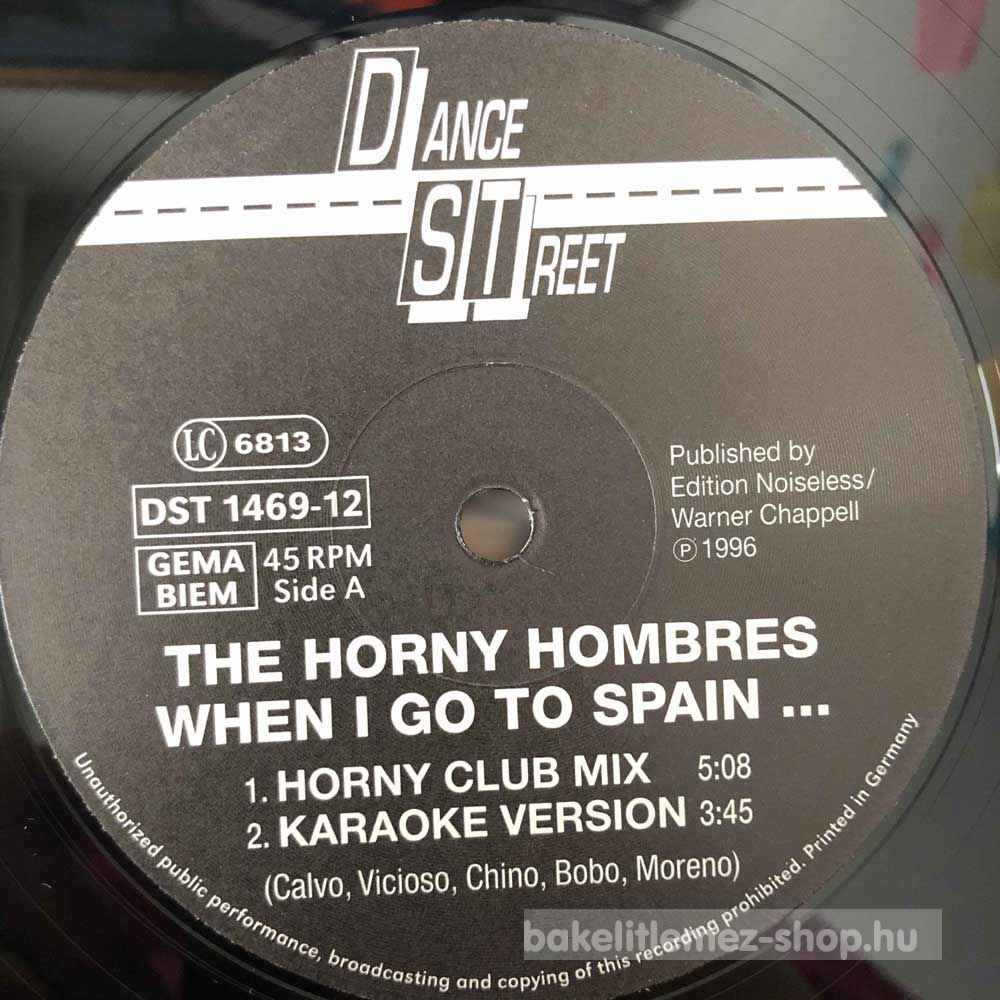 DANCE
STREET
LC 6813
DST 1469-12
GEMA
BIEM
45 RPM
Side A
Published by
Edition Noiseless/
Warner Chappell
℗ 1996
THE HORNY HOMBRES
WHEN I GO TO SPAIN ...
1. HORNY CLUB MIX 5:08
2. KARAOKE VERSION 3:45
(Calvo, Vicioso, Chino, Bobo, Moreno)
Unauthorized public performance, broadcasting and copying of this recording prohibited. Printed in Germany
bakelitlemez-shop.hu